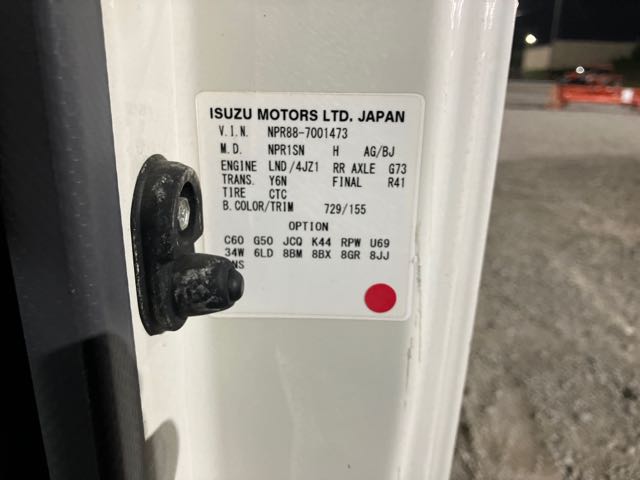 ISUZU MOTORS LTD. JAPAN
V.I.N. NPR88-7001473
M.D. NPR1SN H AG/BJ
ENGINE LND/4JZ1 RR AXLE G73
TRANS. Y6N FINAL R41
TIRE CTC
B.COLOR/TRIM 729/155
OPTION
C60 G50 JCQ K44 RPW U69
34W 6LD 8BM 8BX 8GR 8JJ